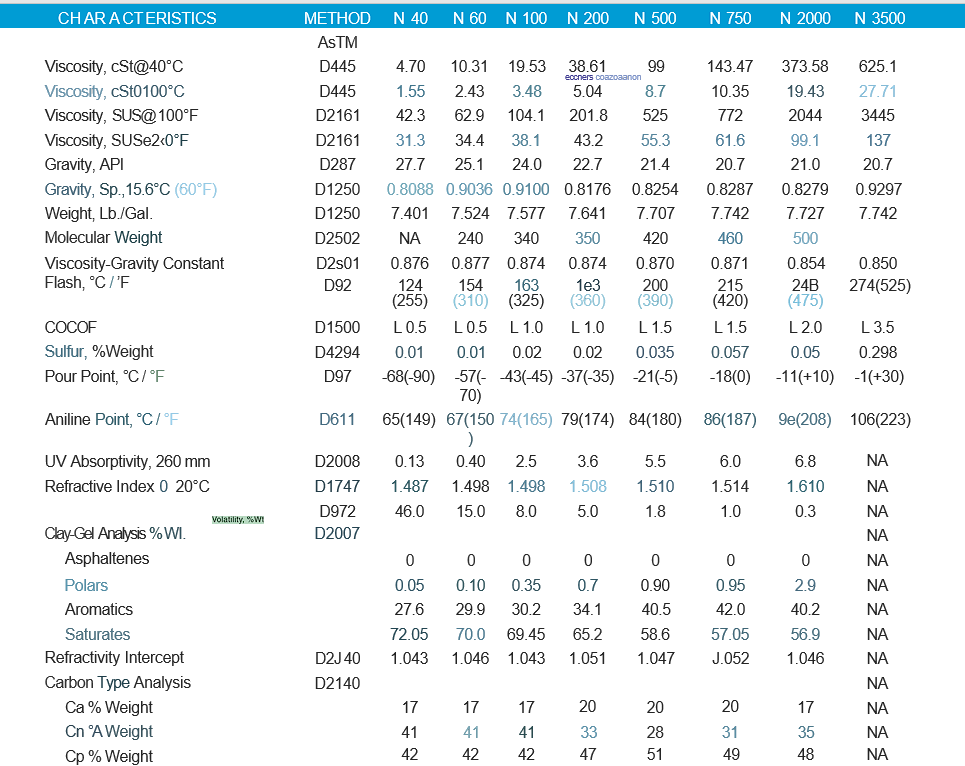 CHARACTERISTICS METHOD N 40 N 60 N 100 N 200 N 500 N 750 N 2000 N 3500
AsTM
Viscosity, cSt@40°C D445 4.70 10.31 19.53 38.61 99 143.47 373.58 625.1
eccners coazoaanon
Viscosity, cSt0100°C D445 1.55 2.43 3.48 5.04 8.7 10.35 19.43 27.71
Viscosity, SUS@100°F D2161 42.3 62.9 104.1 201.8 525 772 2044 3445
Viscosity, SUSe2‹0°F D2161 31.3 34.4 38.1 43.2 55.3 61.6 99.1 137
Gravity, API D287 27.7 25.1 24.0 22.7 21.4 20.7 21.0 20.7
Gravity, Sp.,15.6°C (60°F) D1250 0.8088 0.9036 0.9100 0.8176 0.8254 0.8287 0.8279 0.9297
Weight, Lb./Gal. D1250 7.401 7.524 7.577 7.641 7.707 7.742 7.727 7.742
Molecular Weight D2502 NA 240 340 350 420 460 500
Viscosity-Gravity Constant D2s01 0.876 0.877 0.874 0.874 0.870 0.871 0.854 0.850
Flash, °C / 'F D92 124 154 163 1e3 200 215 24B 274(525)
(255) (310) (325) (360) (390) (420) (475)
COCOF D1500 L 0.5 L 0.5 L 1.0 L 1.0 L 1.5 L 1.5 L 2.0 L 3.5
Sulfur, %Weight D4294 0.01 0.01 0.02 0.02 0.035 0.057 0.05 0.298
Pour Point, °C / °F D97 -68(-90) -57(- -43(-45) -37(-35) -21(-5) -18(0) -11(+10) -1(+30)
70)
Aniline Point, °C / °F D611 65(149) 67(150 74(165) 79(174) 84(180) 86(187) 9e(208) 106(223)
)
UV Absorptivity, 260 mm D2008 0.13 0.40 2.5 3.6 5.5 6.0 6.8 NA
Refractive Index 0 20°C D1747 1.487 1.498 1.498 1.508 1.510 1.514 1.610 NA
D972 46.0 15.0 8.0 5.0 1.8 1.0 0.3 NA
Volatility, %Wt
Clay-Gel Analysis %WI. D2007 NA
Asphaltenes 0 0 0 0 0 0 0 NA
Polars 0.05 0.10 0.35 0.7 0.90 0.95 2.9 NA
Aromatics 27.6 29.9 30.2 34.1 40.5 42.0 40.2 NA
Saturates 72.05 70.0 69.45 65.2 58.6 57.05 56.9 NA
Refractivity Intercept D2J40 1.043 1.046 1.043 1.051 1.047 J.052 1.046 NA
Carbon Type Analysis D2140 NA
Ca % Weight 17 17 17 20 20 20 17 NA
Cn °A Weight 41 41 41 33 28 31 35 NA
Cp % Weight 42 42 42 47 51 49 48 NA